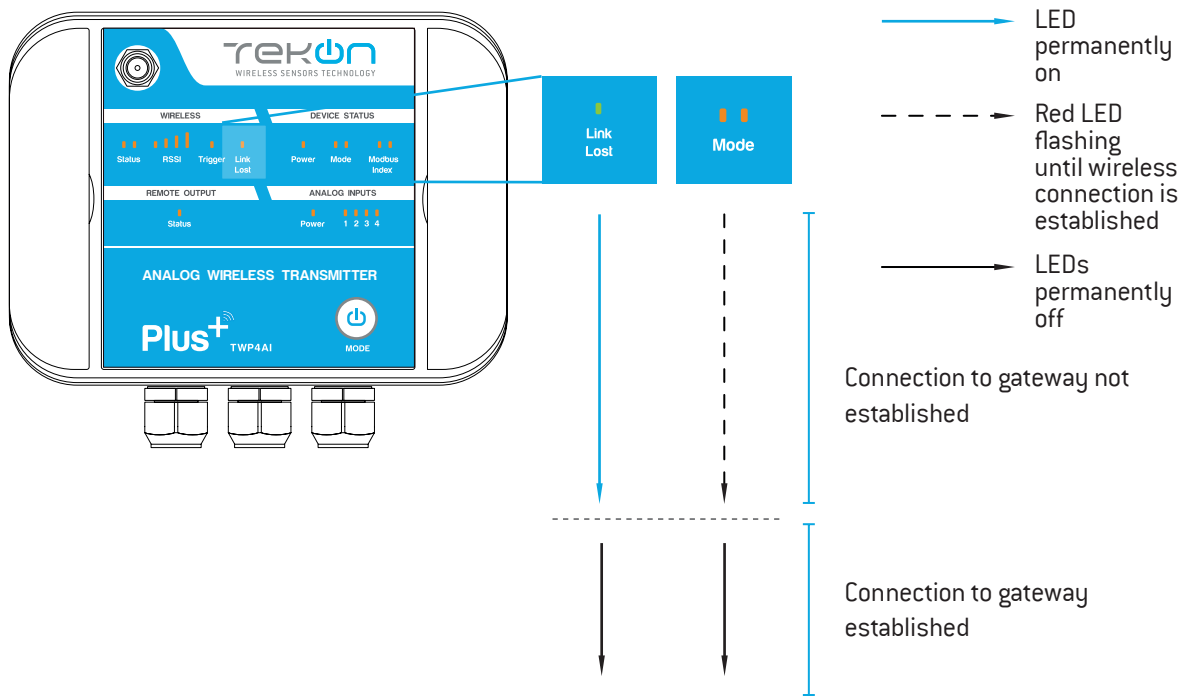 TEKON
WIRELESS SENSORS TECHNOLOGY
WIRELESS
DEVICE STATUS
Status
RSSI
Trigger
Link
Lost
Power
Mode
Modbus
Index
REMOTE OUTPUT
ANALOG INPUTS
Status
Power
1 2 3 4
ANALOG WIRELESS TRANSMITTER
Plus+
TWP4AI
MODE
Link
Lost
Mode
LED
permanently
on
Red LED
flashing
until wireless
connection is
established
LEDs
permanently
off
Connection to gateway not
established
Connection to gateway
established